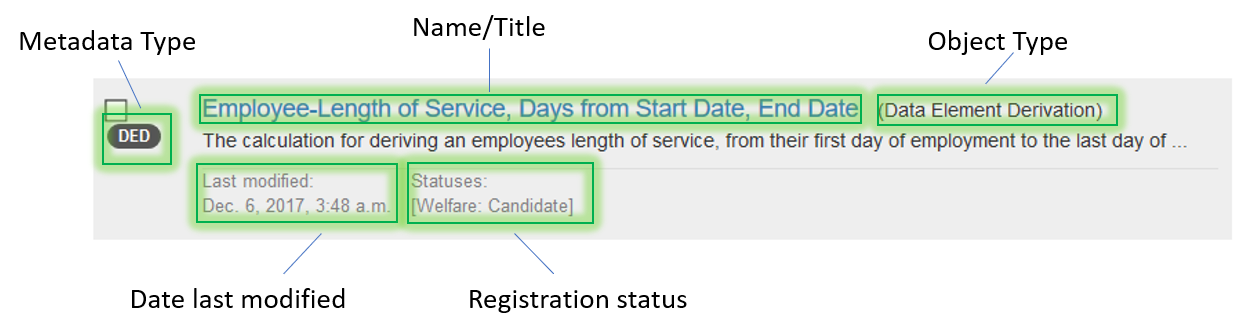 Name/Title
Metadata Type
Object Type
Employee-Length of Service, Days from Start Date, End Date (Data Element Derivation)
DED
The calculation for deriving an employees length of service, from their first day of employment to the last day of ...
Last modified: Statuses:
Dec. 6, 2017, 3:48 a.m. [Welfare: Candidate]
Date last modified Registration status